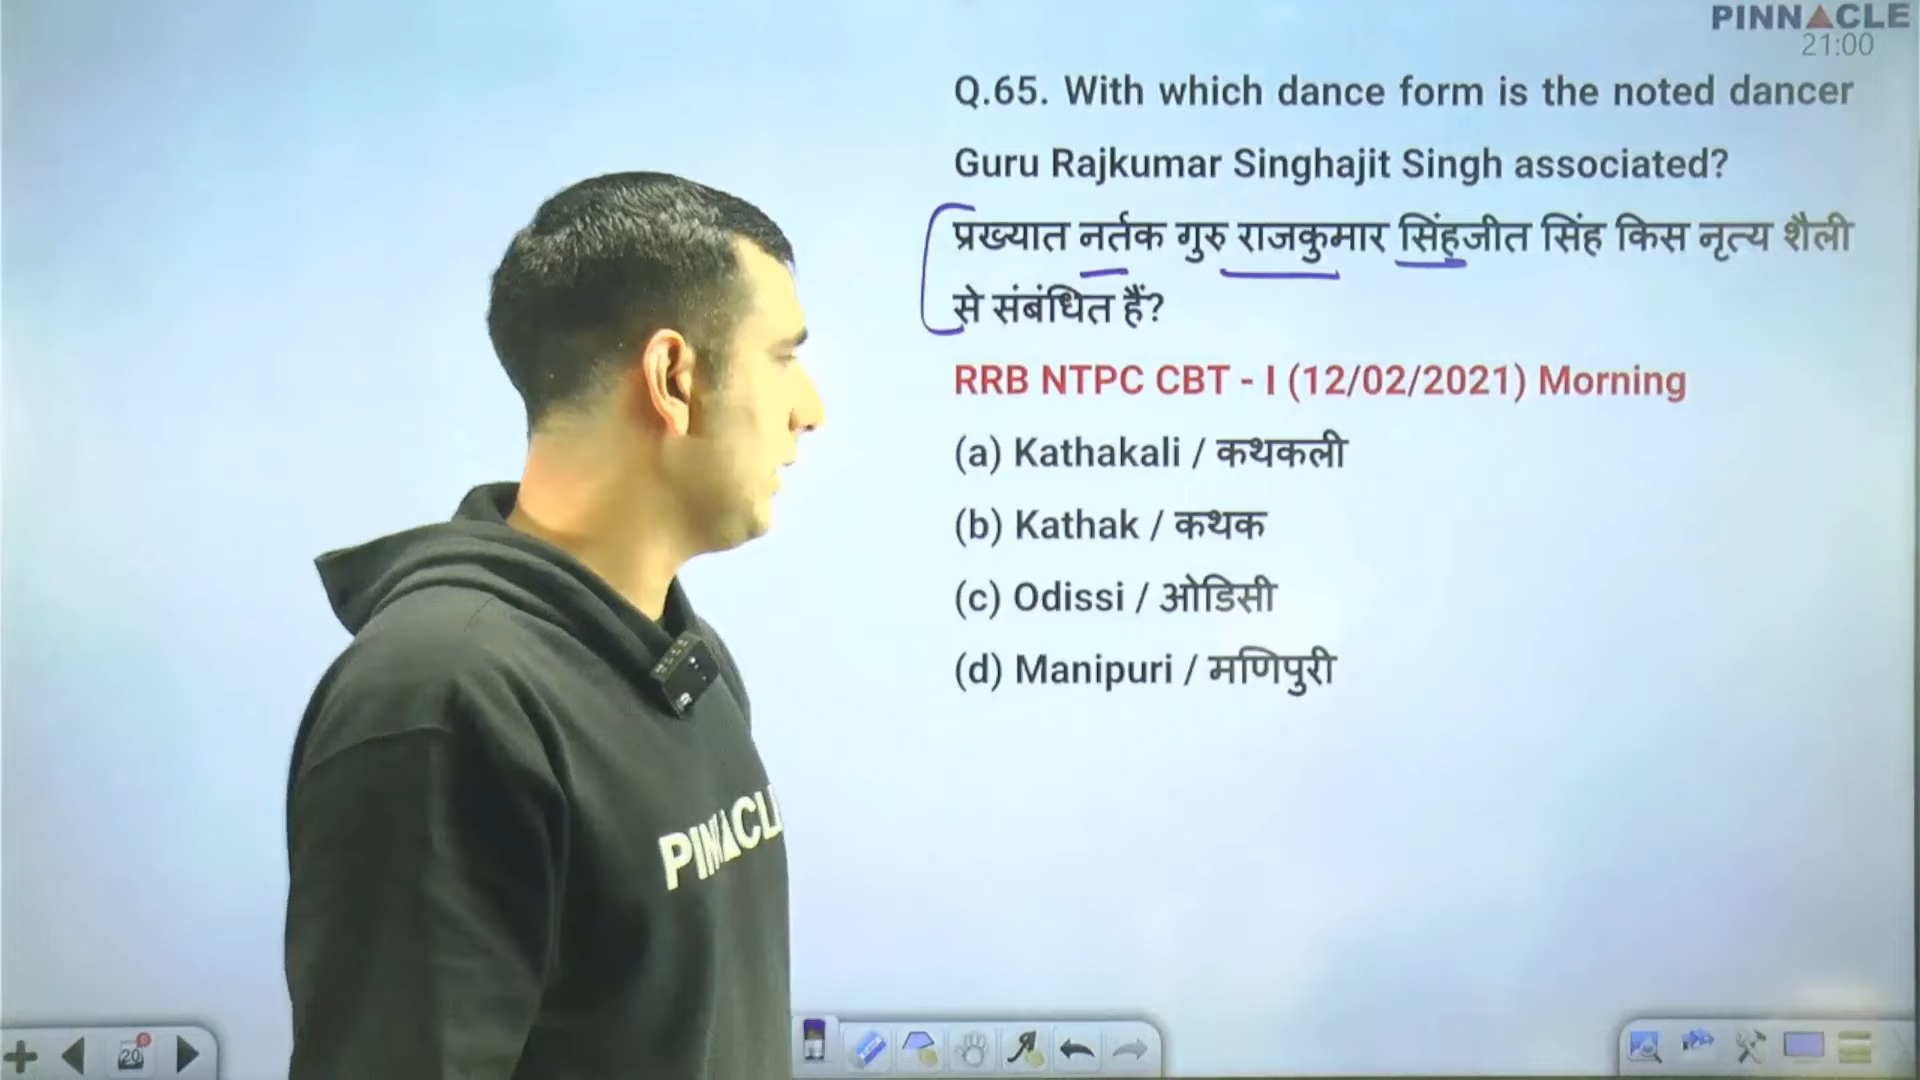 PINNACLE
21:00
Q.65. With which dance form is the noted dancer
Guru Rajkumar Singhajit Singh associated?
प्रख्यात नर्तक गुरु राजकुमार सिंहजीत सिंह किस नृत्य शैली
से संबंधित हैं?
RRB NTPC CBT - I (12/02/2021) Morning
(a) Kathakali / कथकली
(b) Kathak / कथक
(c) Odissi / ओडिसी
(d) Manipuri / मणिपुरी
PINNACLE
20